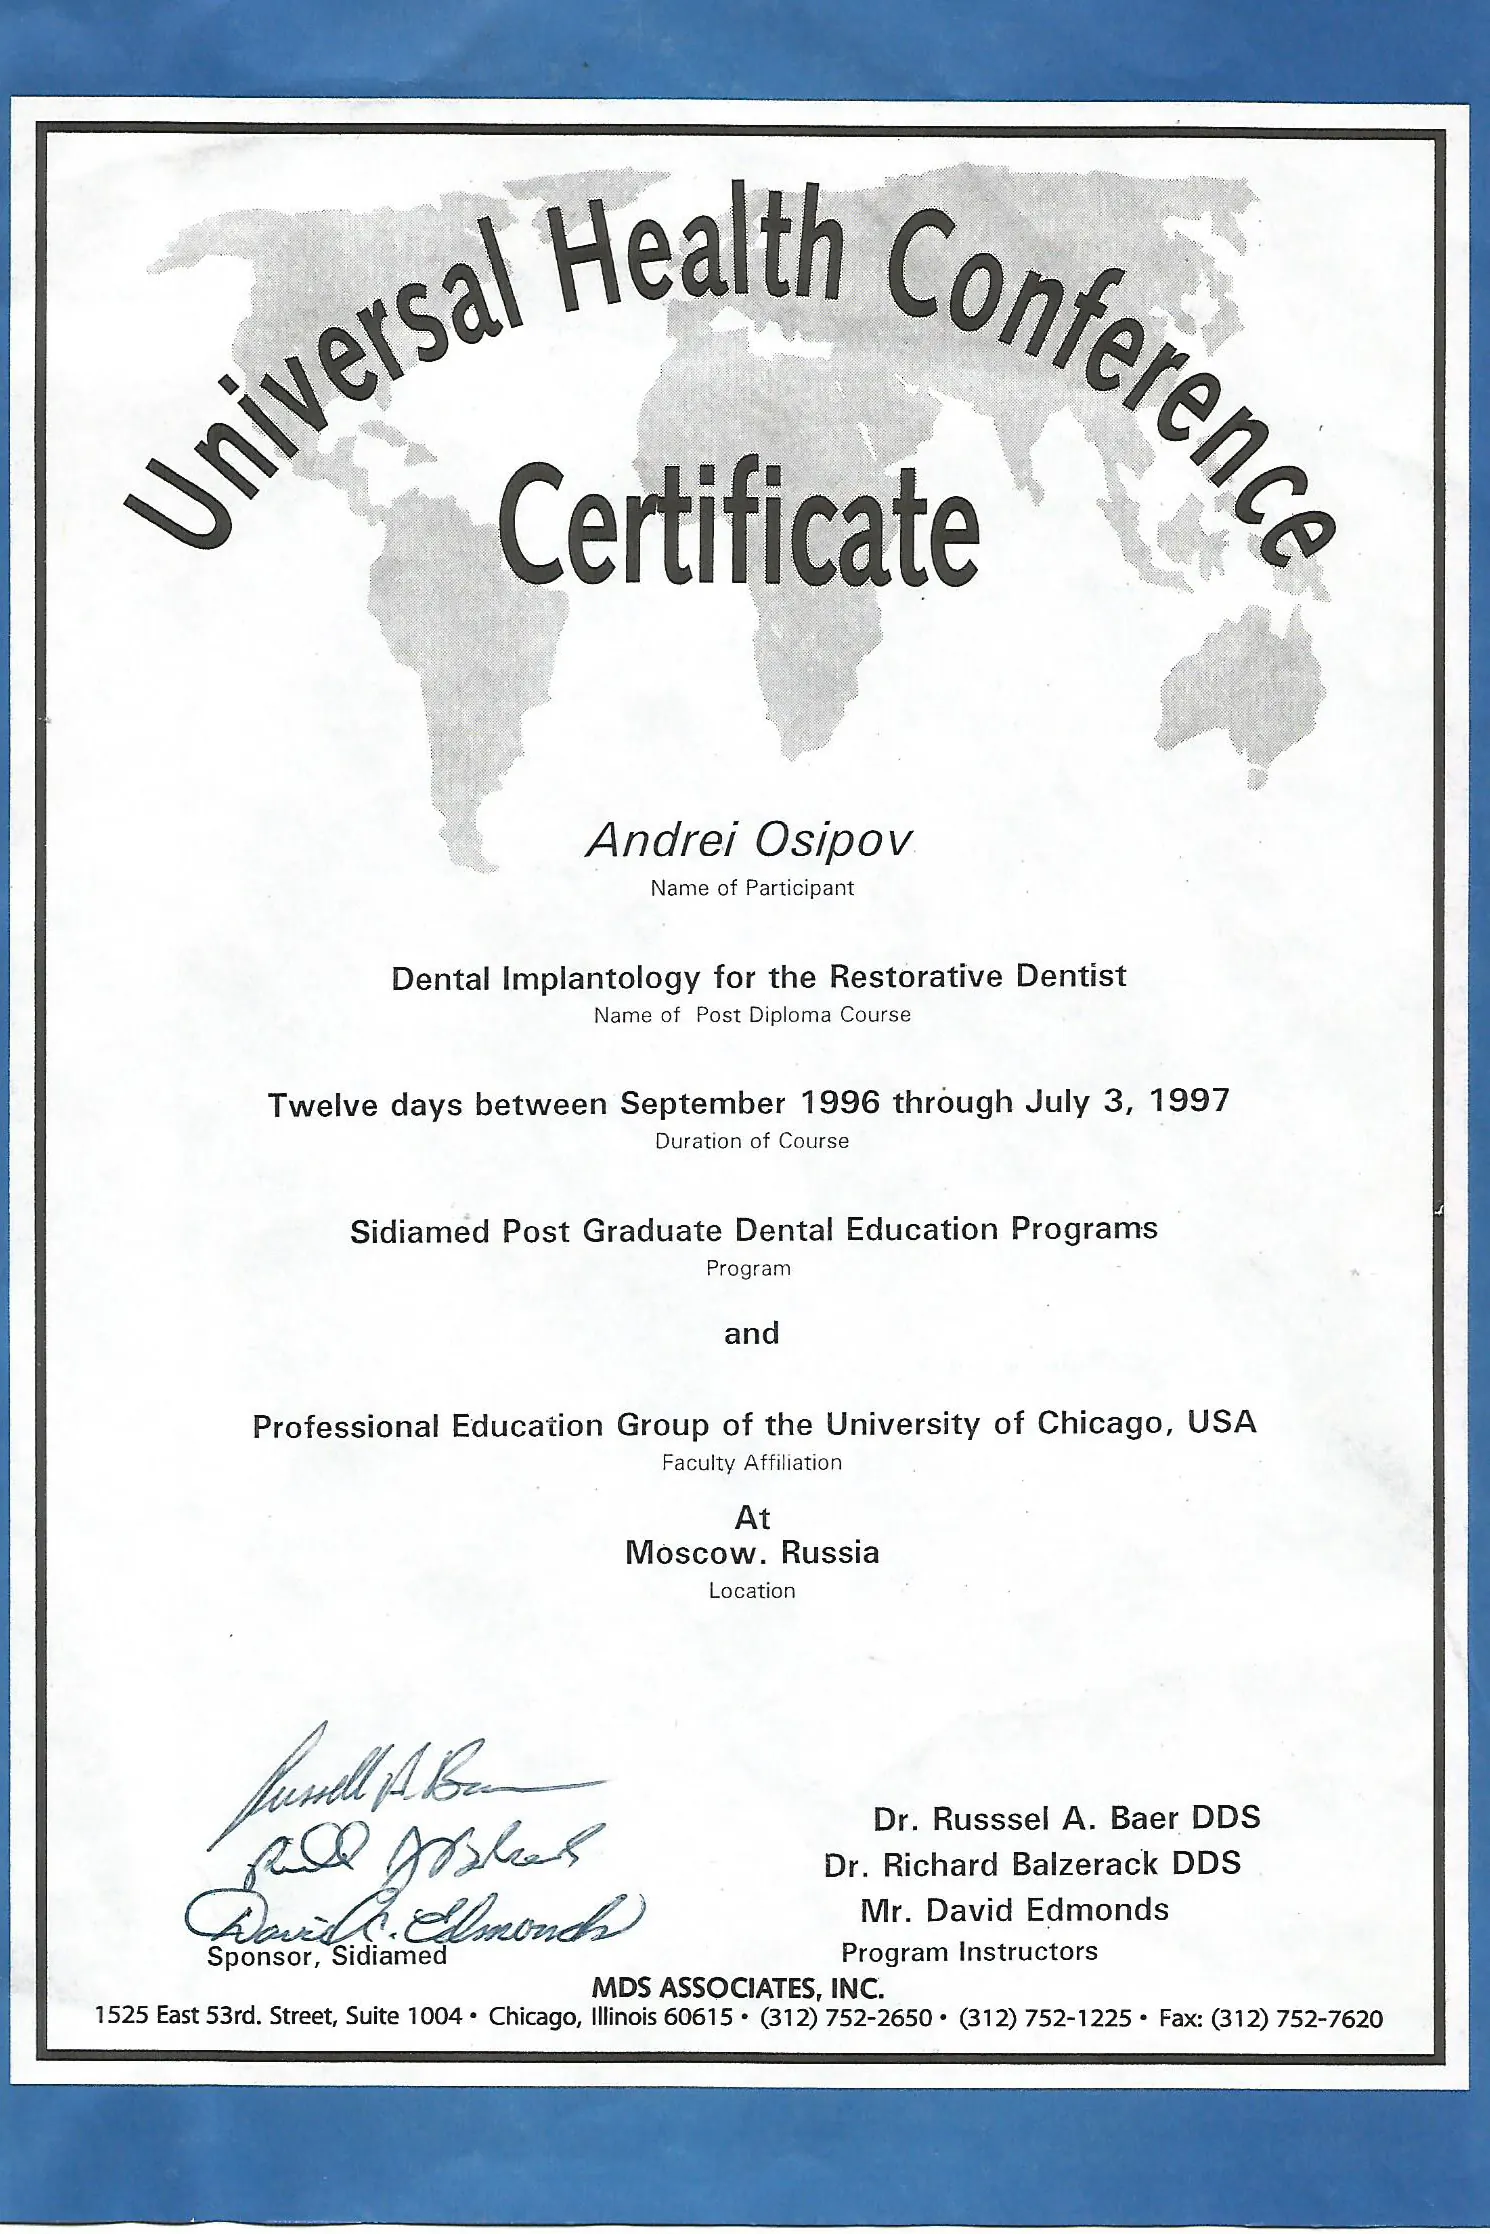 Universal Health Conference
Certificate
Andrei Osipov
Name of Participant
Dental Implantology for the Restorative Dentist
Name of Post Diploma Course
Twelve days between September 1996 through July 3, 1997
Duration of Course
Sidiamed Post Graduate Dental Education Programs
Program
and
Professional Education Group of the University of Chicago, USA
Faculty Affiliation
At
Moscow. Russia
Location
Russell A Baer
David C. Edmonds
Sponsor, Sidiamed
Dr. Russsel A. Baer DDS
Dr. Richard Balzerack DDS
Mr. David Edmonds
Program Instructors
MDS ASSOCIATES, INC.
1525 East 53rd. Street, Suite 1004 • Chicago, Illinois 60615 • (312) 752-2650 • (312) 752-1225 • Fax: (312) 752-7620